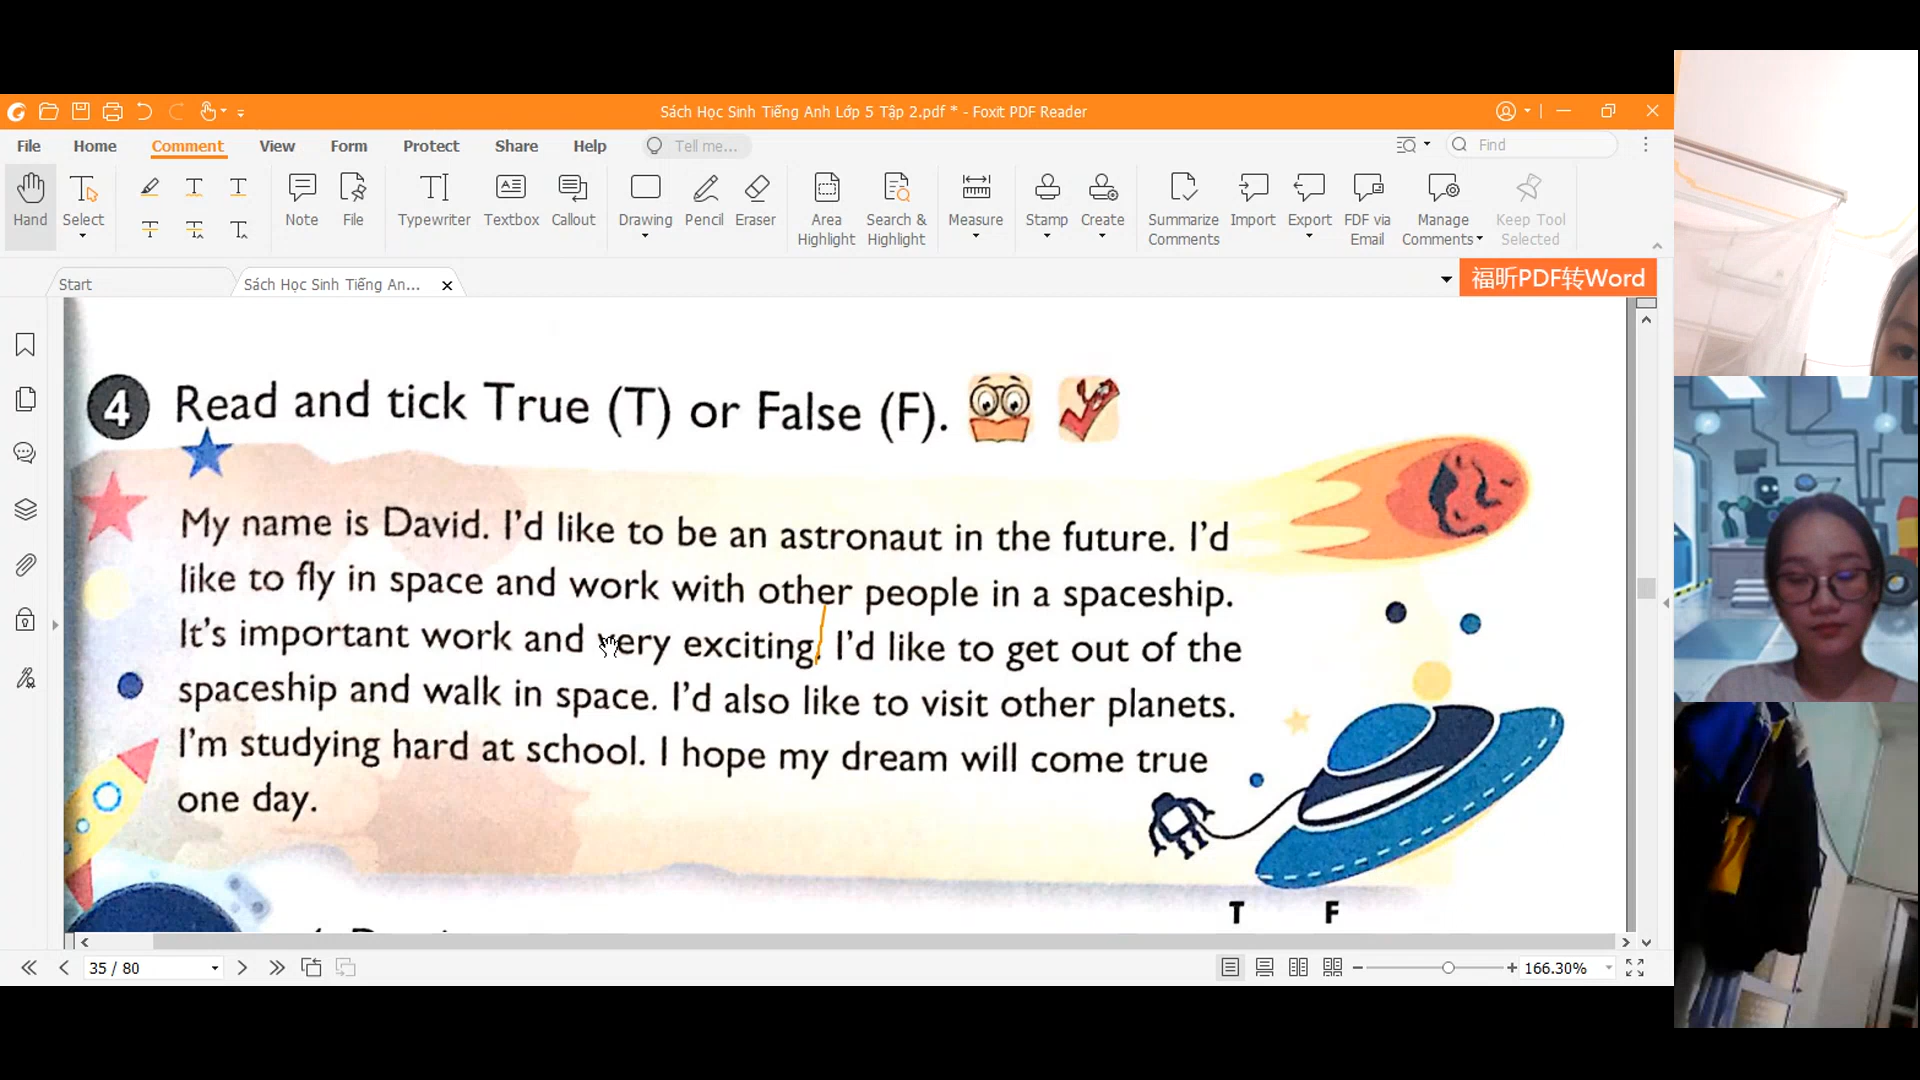 Sách Học Sinh Tiếng Anh Lớp 5 Tập 2.pdf * - Foxit PDF Reader
File Home Comment View Form Protect Share Help Tell me... Find
Hand Select Note File Typewriter Textbox Callout Drawing Pencil Eraser Area Highlight Search & Highlight Measure Stamp Create Summarize Comments Import Export FDF via Email Manage Comments Keep Tool Selected
Start Sách Học Sinh Tiếng An... 福昕PDF转Word
4 Read and tick True (T) or False (F).
My name is David. I'd like to be an astronaut in the future. I'd
like to fly in space and work with other people in a spaceship.
It's important work and very exciting. I'd like to get out of the
spaceship and walk in space. I'd also like to visit other planets.
I'm studying hard at school. I hope my dream will come true
one day.
T F
35 / 80 166.30%